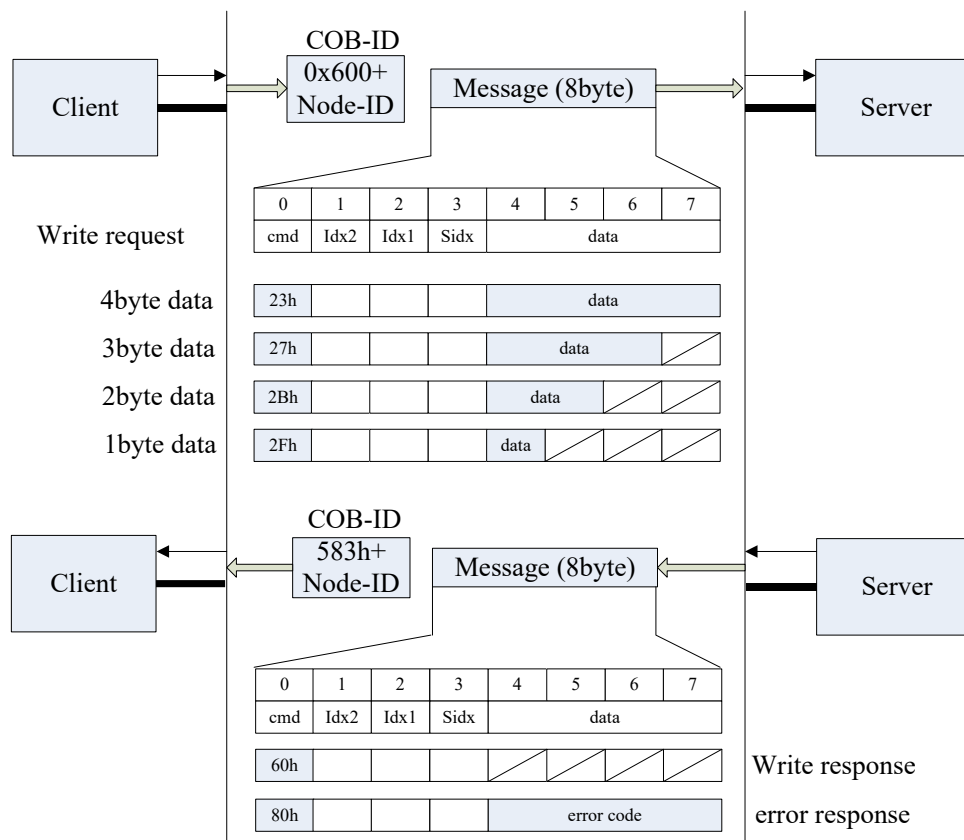 COB-ID
0x600+
Node-ID
Client
Message (8byte)
Server
0 1 2 3 4 5 6 7
Write request
cmd Idx2 Idx1 Sidx data
4byte data 23h data
3byte data 27h data
2byte data 2Bh data
1byte data 2Fh data
COB-ID
583h+
Node-ID
Client
Message (8byte)
Server
0 1 2 3 4 5 6 7
cmd Idx2 Idx1 Sidx data
60h Write response
80h error code error response